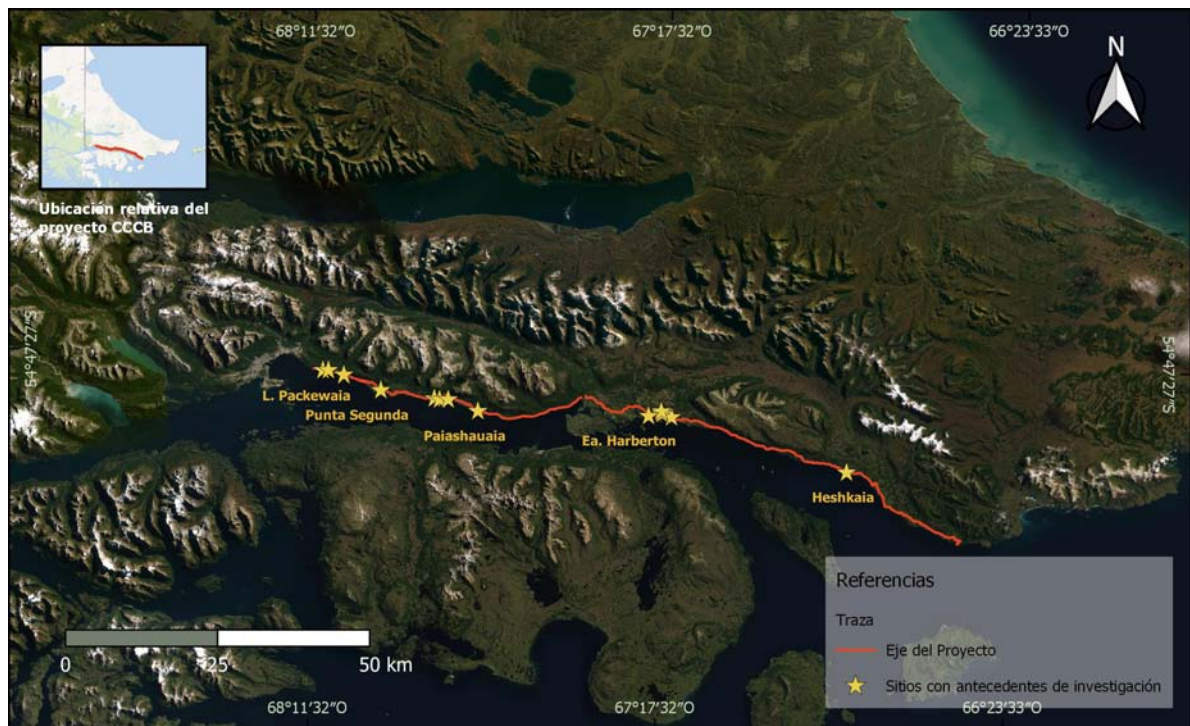 68°11'32"O
67°17'32"O
66°23'33"O
N
Ubicación relativa del
proyecto CCCB
54°47'27"S
54°47'27"S
L. Packewaia
Punta Segunda
Paiashauaia
Ea. Harberton
Heshkaia
Referencias
Traza
Eje del Proyecto
Sitios con antecedentes de investigación
0
25
50 km
68°11'32"O
67°17'32"O
66°23'33"O